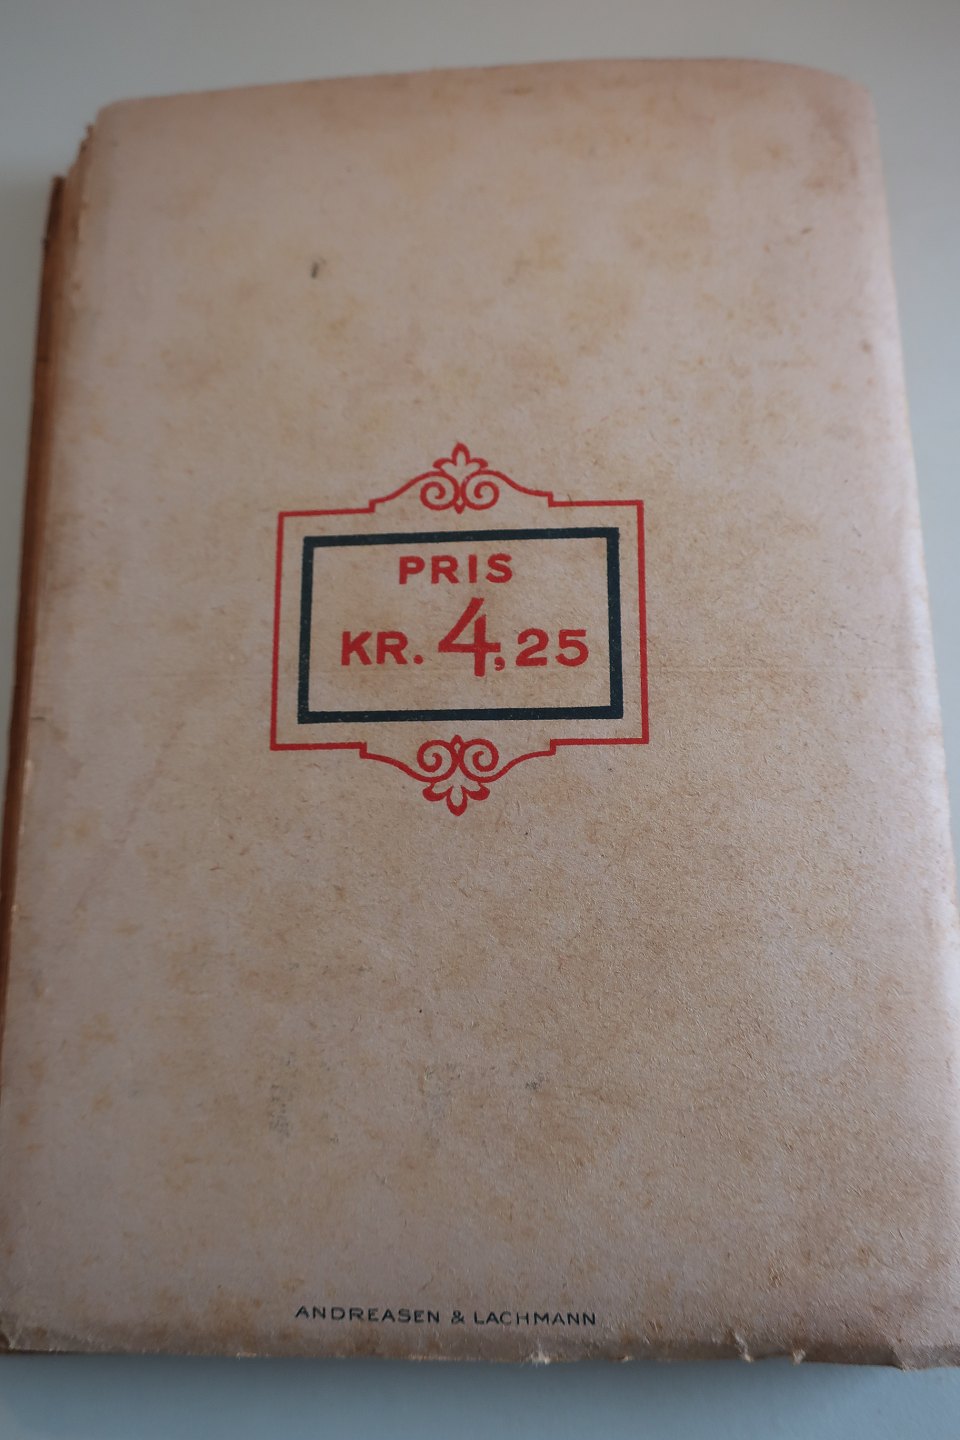 PRIS
KR. 4,25
ANDREASEN & LACHMANN